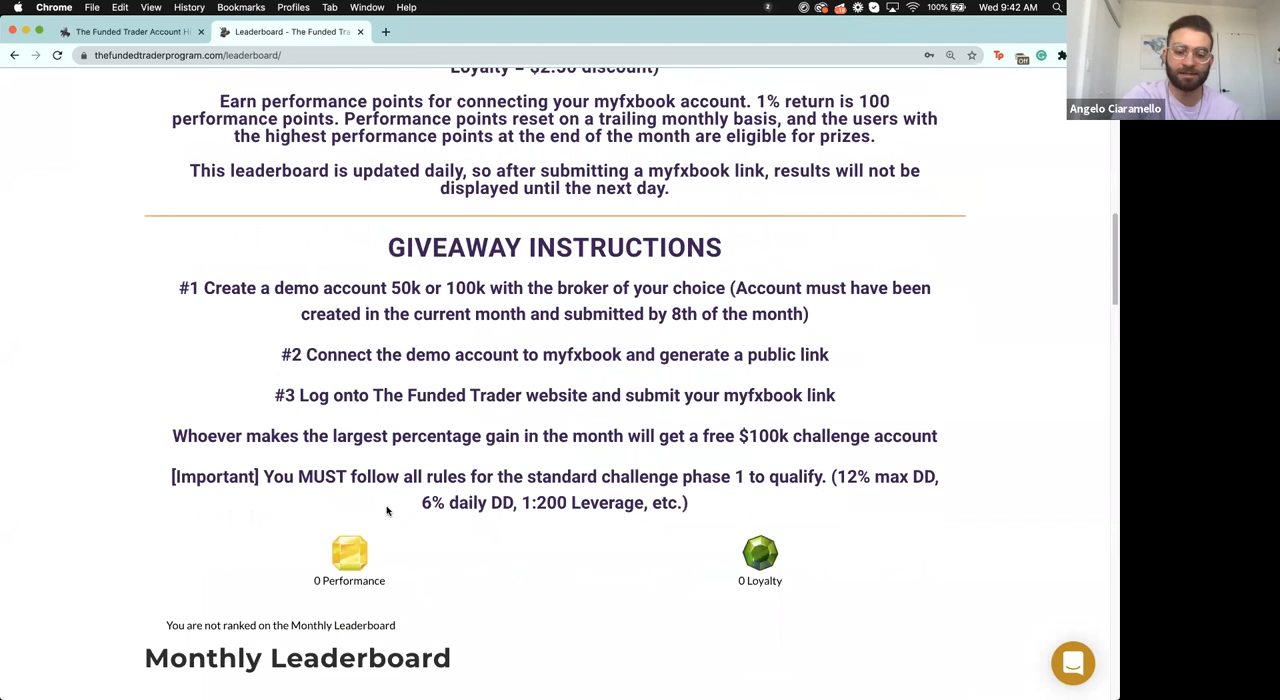 Chrome File Edit View History Bookmarks Profiles Tab Window Help 2 100% Wed 9:42 AM
The Funded Trader Account Hi Leaderboard - The Funded Tra
thefundedtraderprogram.com/leaderboard/ Tp Off
Angelo Ciaramello
Loyalty = $2.50 discount)
Earn performance points for connecting your myfxbook account. 1% return is 100
performance points. Performance points reset on a trailing monthly basis, and the users with
the highest performance points at the end of the month are eligible for prizes.
This leaderboard is updated daily, so after submitting a myfxbook link, results will not be
displayed until the next day.
GIVEAWAY INSTRUCTIONS
#1 Create a demo account 50k or 100k with the broker of your choice (Account must have been
created in the current month and submitted by 8th of the month)
#2 Connect the demo account to myfxbook and generate a public link
#3 Log onto The Funded Trader website and submit your myfxbook link
Whoever makes the largest percentage gain in the month will get a free $100k challenge account
[Important] You MUST follow all rules for the standard challenge phase 1 to qualify. (12% max DD,
6% daily DD, 1:200 Leverage, etc.)
0 Performance 0 Loyalty
You are not ranked on the Monthly Leaderboard
Monthly Leaderboard